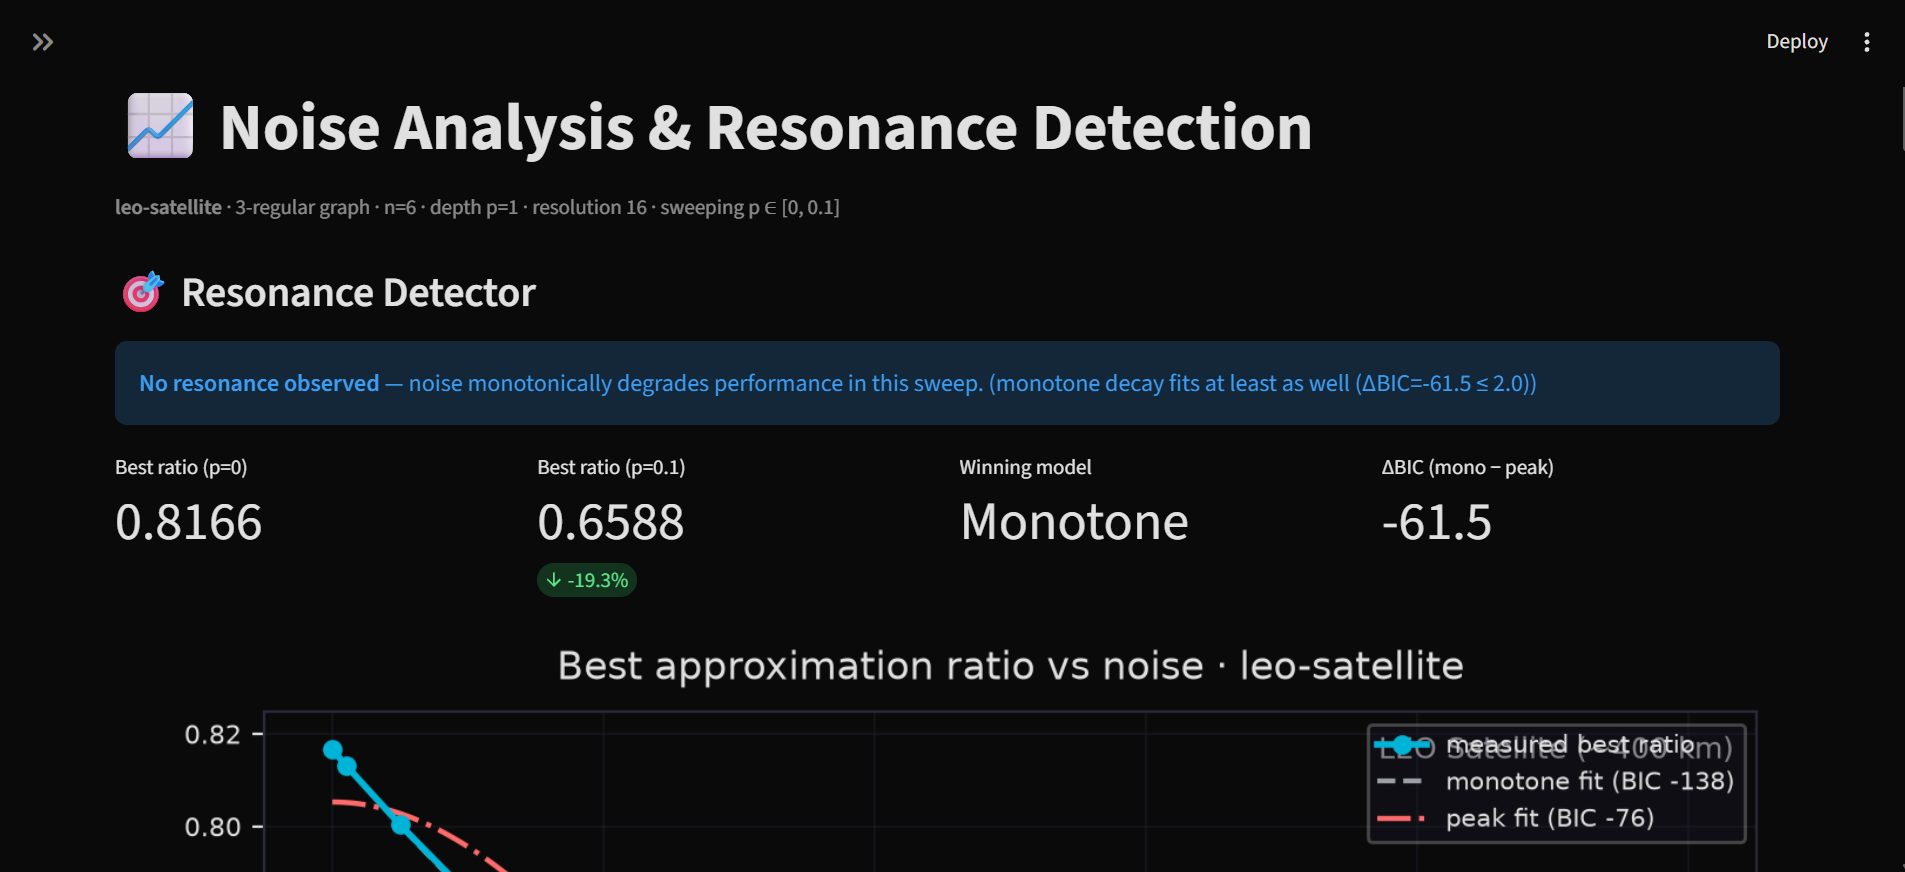 Deploy
Noise Analysis & Resonance Detection
leo-satellite · 3-regular graph · n=6 · depth p=1 · resolution 16 · sweeping p ∈ [0, 0.1]
Resonance Detector
No resonance observed — noise monotonically degrades performance in this sweep. (monotone decay fits at least as well (ΔBIC=-61.5 ≤ 2.0))
Best ratio (p=0)
0.8166
Best ratio (p=0.1)
0.6588
↓ -19.3%
Winning model
Monotone
ΔBIC (mono − peak)
-61.5
Best approximation ratio vs noise · leo-satellite
0.82
0.80
LEO Satellite (~400 km)
measured best ratio
monotone fit (BIC -138)
peak fit (BIC -76)